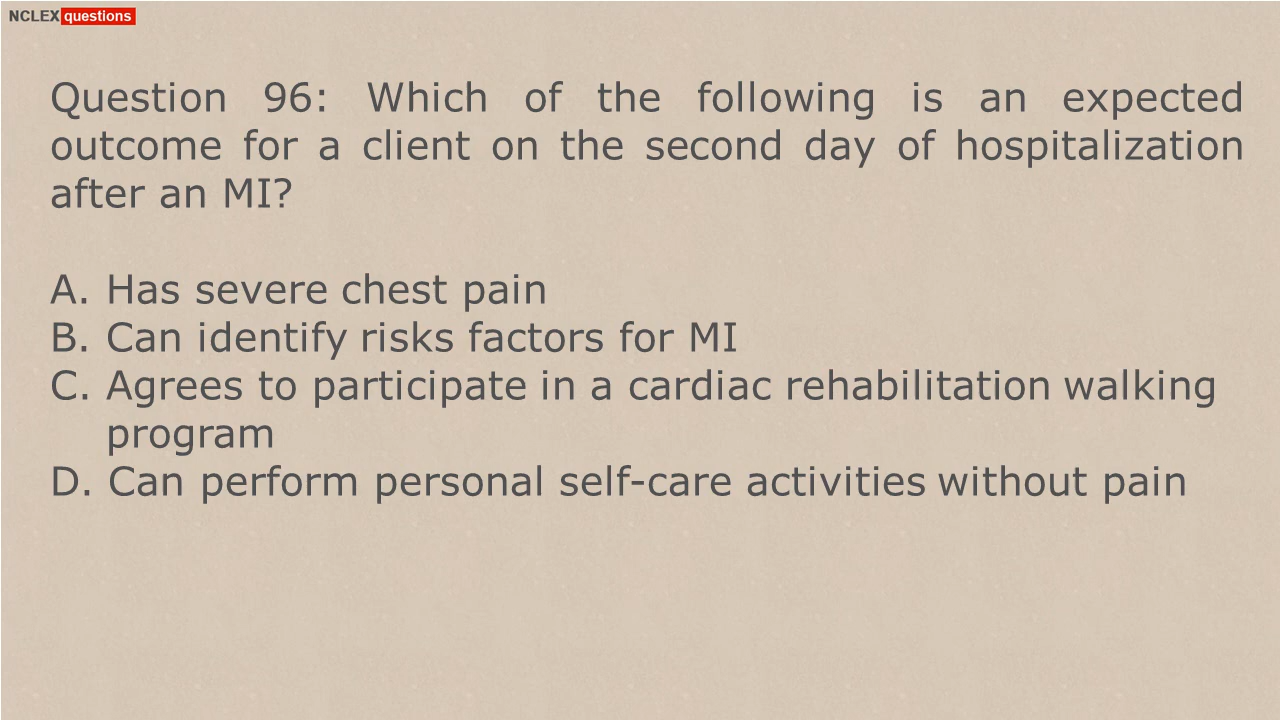 NCLEX questions
Question 96: Which of the following is an expected
outcome for a client on the second day of hospitalization
after an MI?
A. Has severe chest pain
B. Can identify risks factors for MI
C. Agrees to participate in a cardiac rehabilitation walking
program
D. Can perform personal self-care activities without pain